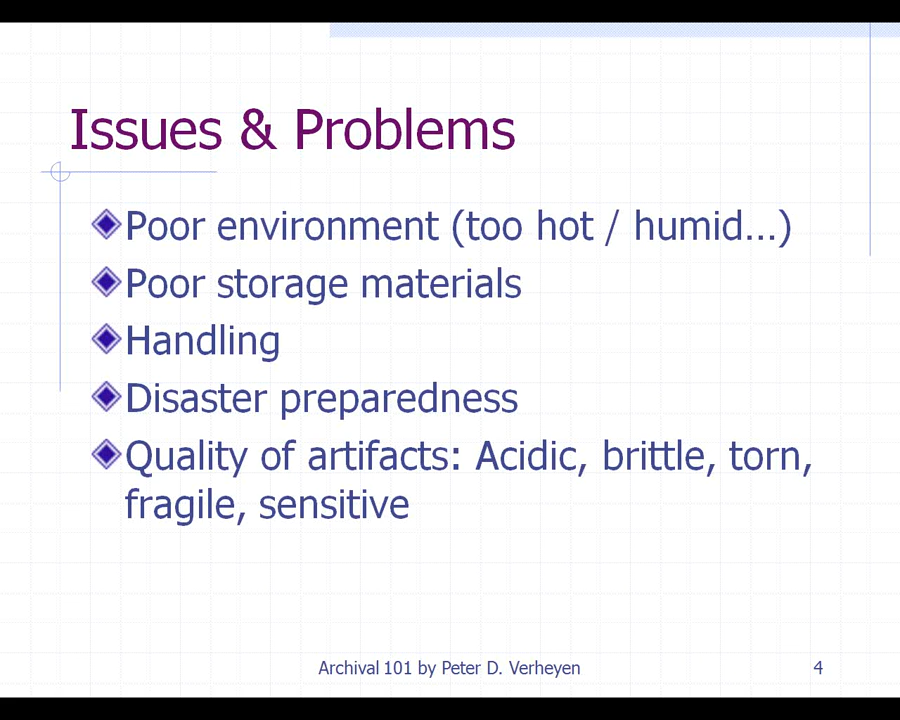 Issues & Problems
Poor environment (too hot / humid...)
Poor storage materials
Handling
Disaster preparedness
Quality of artifacts: Acidic, brittle, torn,
fragile, sensitive
Archival 101 by Peter D. Verheyen
4